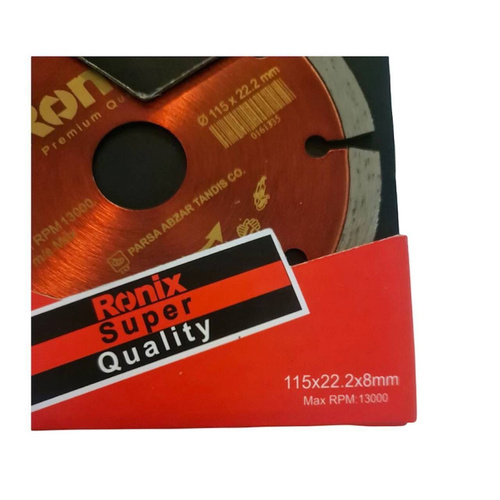 Ronix
Premium Qu
Ø 115 x 22.2 mm
RPM 13000
PARSA ABZAR TANDIS CO.
Ronix
Super
Quality
115x22.2x8mm
Max RPM:13000